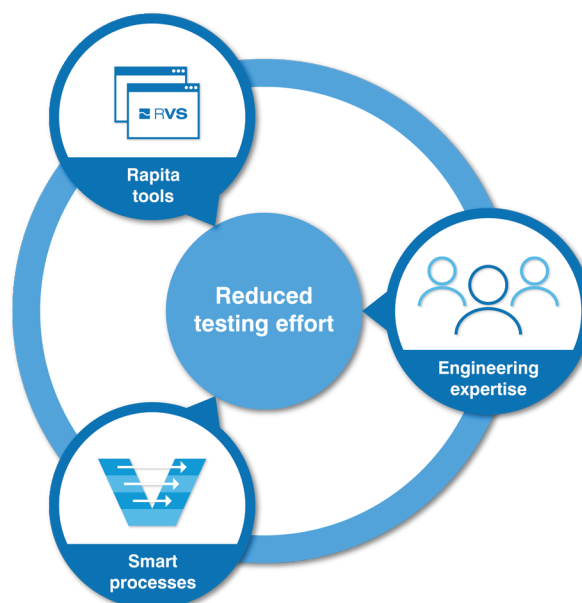 RVS
Rapita
tools
Reduced
testing effort
Engineering
expertise
Smart
processes